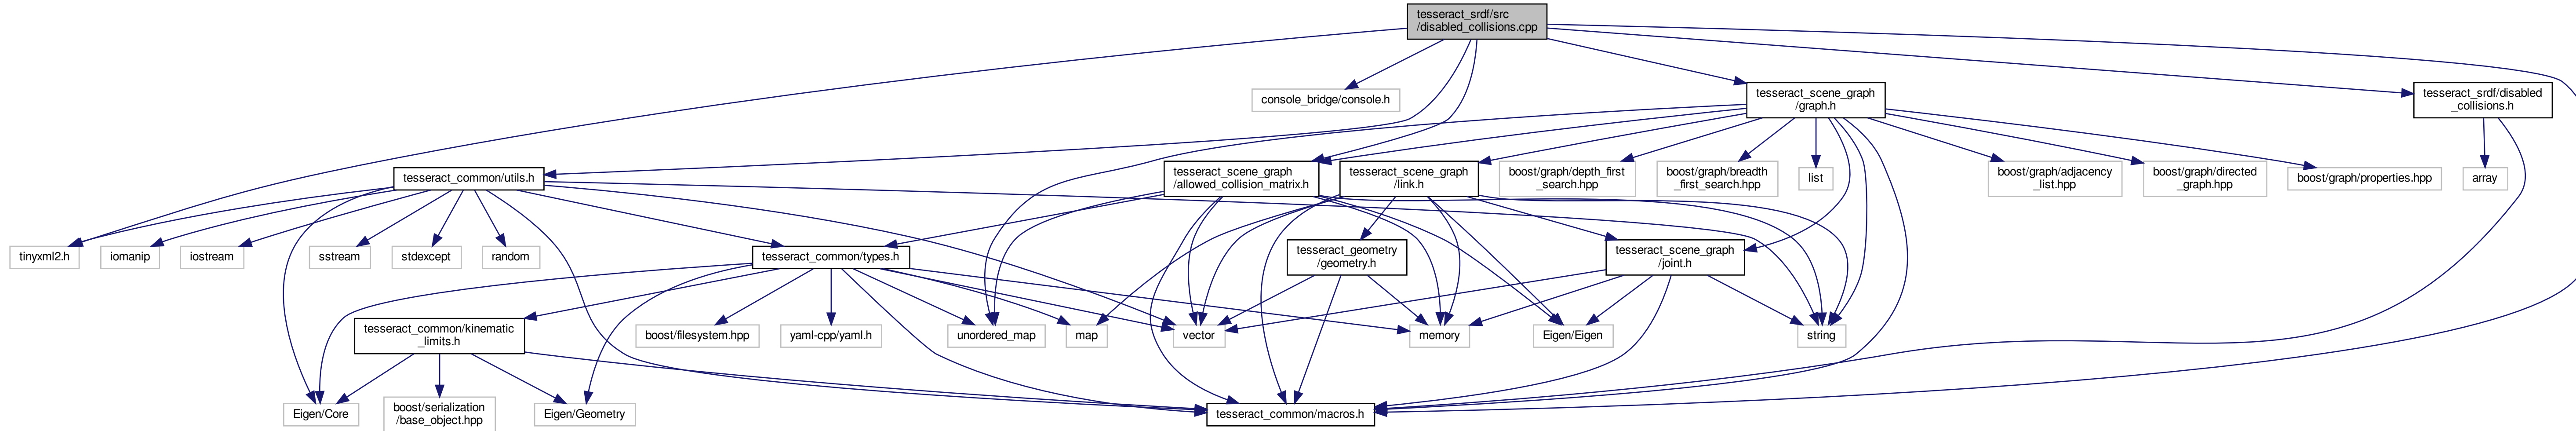 tesseract_srdf/src
/disabled_collisions.cpp
console_bridge/console.h
tesseract_scene_graph
/graph.h
tesseract_srdf/disabled
_collisions.h
tesseract_common/utils.h
tesseract_scene_graph
/allowed_collision_matrix.h
tesseract_scene_graph
/link.h
boost/graph/depth_first
_search.hpp
boost/graph/breadth
_first_search.hpp
list
boost/graph/adjacency
_list.hpp
boost/graph/directed
_graph.hpp
boost/graph/properties.hpp
array
tinyxml2.h
iomanip
iostream
sstream
stdexcept
random
tesseract_common/types.h
tesseract_geometry
/geometry.h
tesseract_scene_graph
/joint.h
tesseract_common/kinematic
_limits.h
boost/filesystem.hpp
yaml-cpp/yaml.h
unordered_map
map
vector
memory
Eigen/Eigen
string
Eigen/Core
boost/serialization
/base_object.hpp
Eigen/Geometry
tesseract_common/macros.h